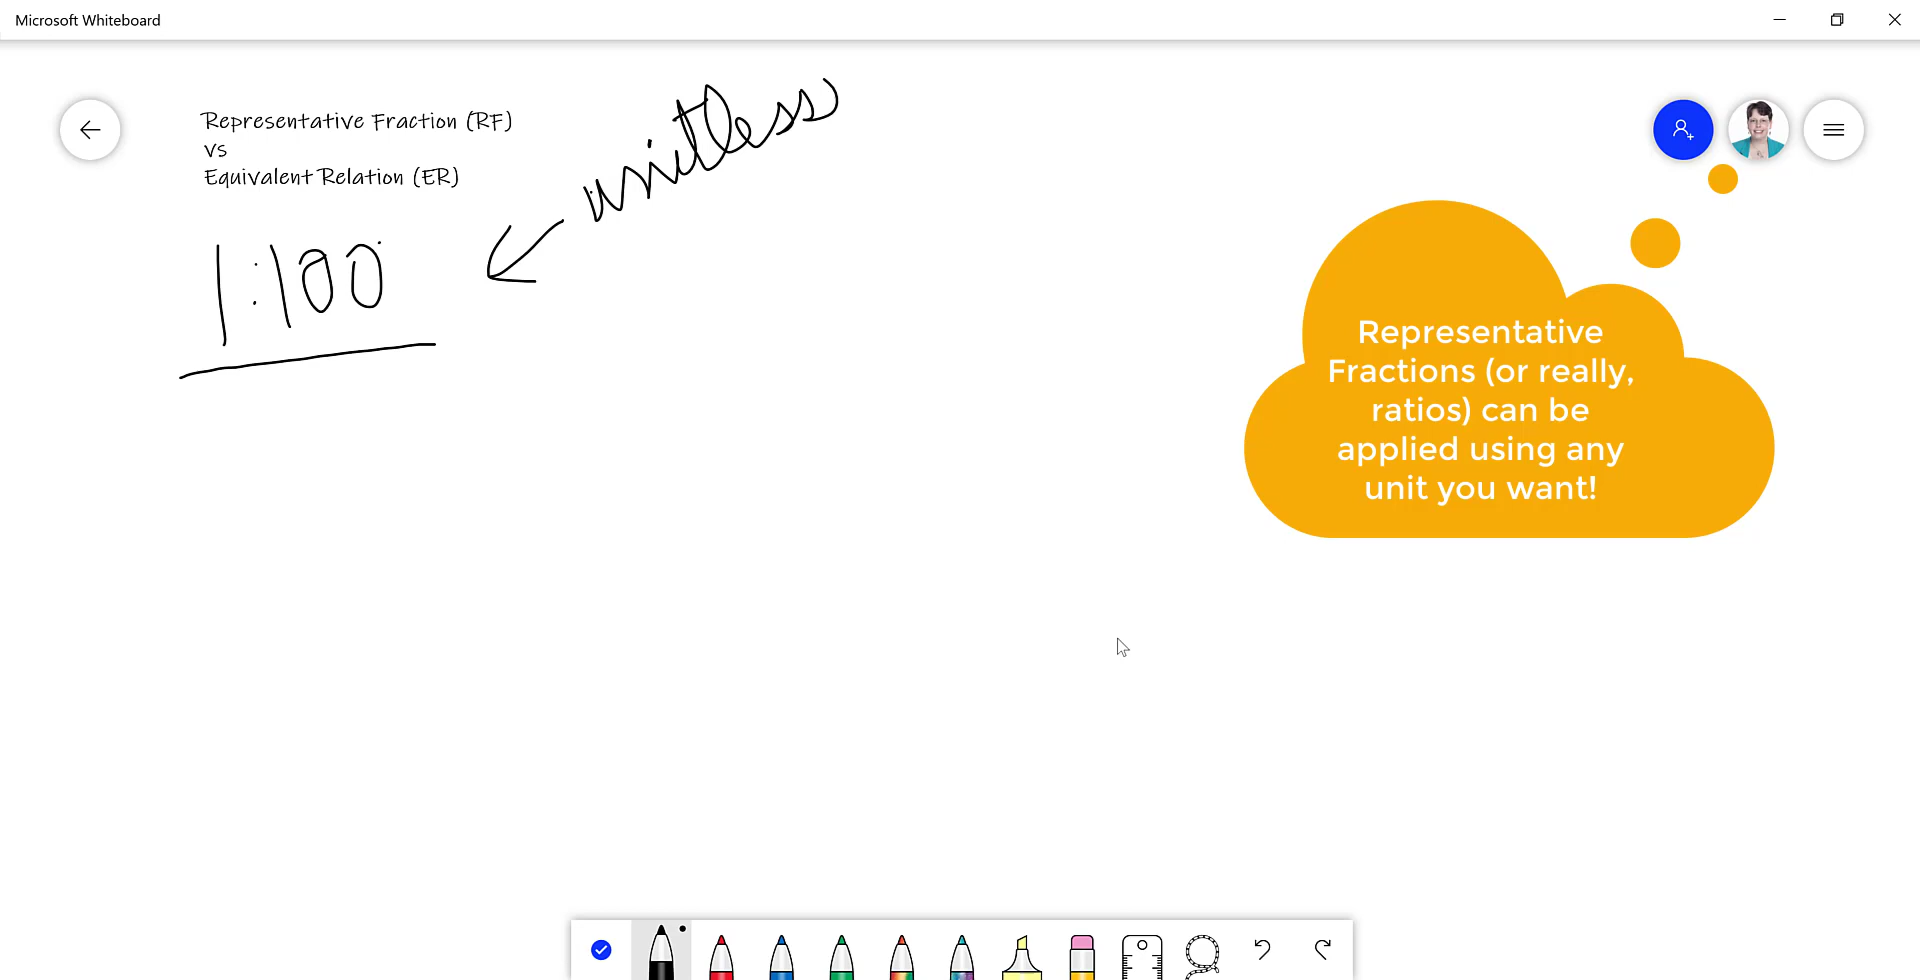 Microsoft Whiteboard
Representative Fraction (RF)
vs
Equivalent Relation (ER)
unitless
1:100
Representative
Fractions (or really,
ratios) can be
applied using any
unit you want!